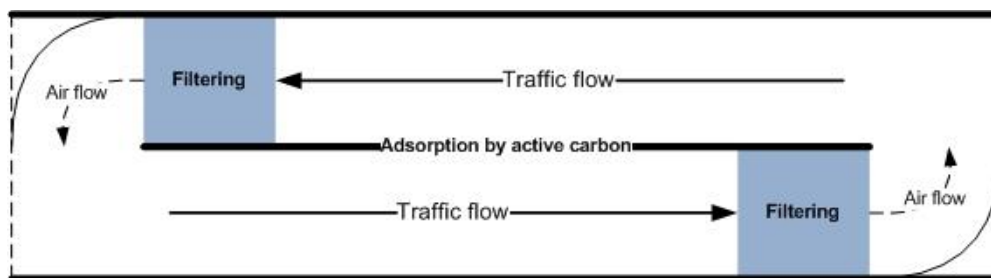 Filtering
Traffic flow
Air flow
Adsorption by active carbon
Traffic flow
Filtering
Air flow